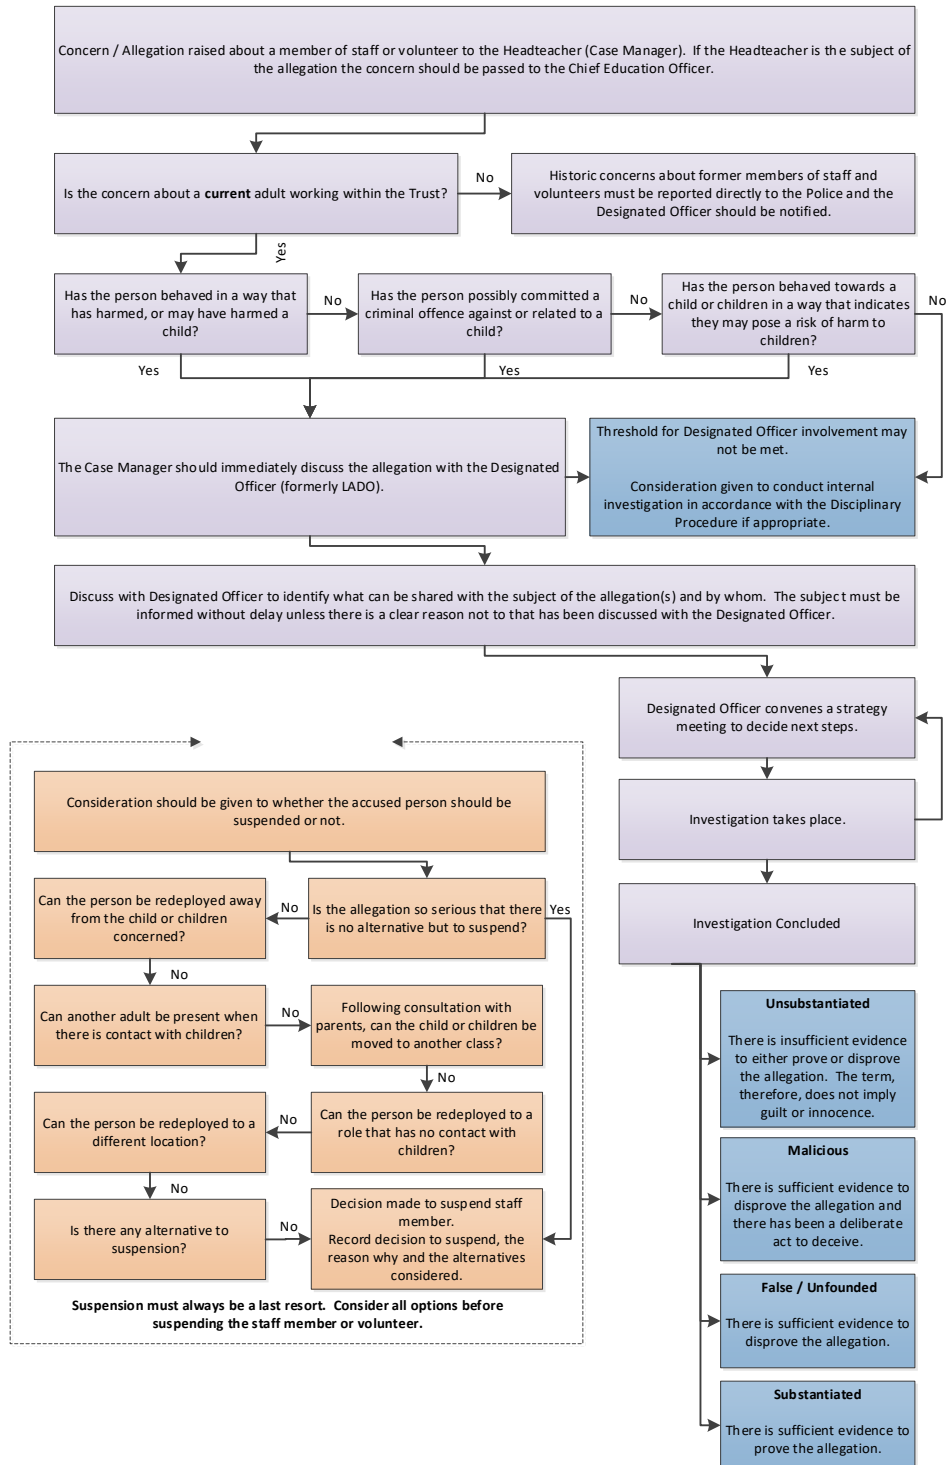 Concern / Allegation raised about a member of staff or volunteer to the Headteacher (Case Manager).  If the Headteacher is the subject of
the allegation the concern should be passed to the Chief Education Officer.
Is the concern about a current adult working within the Trust?
No
Historic concerns about former members of staff and
volunteers must be reported directly to the Police and the
Designated Officer should be notified.
Yes
Has the person behaved in a way that
has harmed, or may have harmed a
child?
No
Has the person possibly committed a
criminal offence against or related to a
child?
No
Has the person behaved towards a
child or children in a way that indicates
they may pose a risk of harm to
children?
No
Yes
Yes
Yes
The Case Manager should immediately discuss the allegation with the Designated
Officer (formerly LADO).
Threshold for Designated Officer involvement may
not be met.
Consideration given to conduct internal
investigation in accordance with the Disciplinary
Procedure if appropriate.
Discuss with Designated Officer to identify what can be shared with the subject of the allegation(s) and by whom.  The subject must be
informed without delay unless there is a clear reason not to that has been discussed with the Designated Officer.
Designated Officer convenes a strategy
meeting to decide next steps.
Investigation takes place.
Investigation Concluded
Consideration should be given to whether the accused person should be
suspended or not.
Is the allegation so serious that there
is no alternative but to suspend?
Yes
No
Can the person be redeployed away
from the child or children
concerned?
No
Can another adult be present when
there is contact with children?
No
Following consultation with
parents, can the child or children be
moved to another class?
No
Can the person be redeployed to a
role that has no contact with
children?
No
Can the person be redeployed to a
different location?
No
Is there any alternative to
suspension?
No
Decision made to suspend staff
member.
Record decision to suspend, the
reason why and the alternatives
considered.
Suspension must always be a last resort.  Consider all options before
suspending the staff member or volunteer.
Unsubstantiated
There is insufficient evidence
to either prove or disprove
the allegation.  The term,
therefore, does not imply
guilt or innocence.
Malicious
There is sufficient evidence to
disprove the allegation and
there has been a deliberate
act to deceive.
False / Unfounded
There is sufficient evidence to
disprove the allegation.
Substantiated
There is sufficient evidence to
prove the allegation.